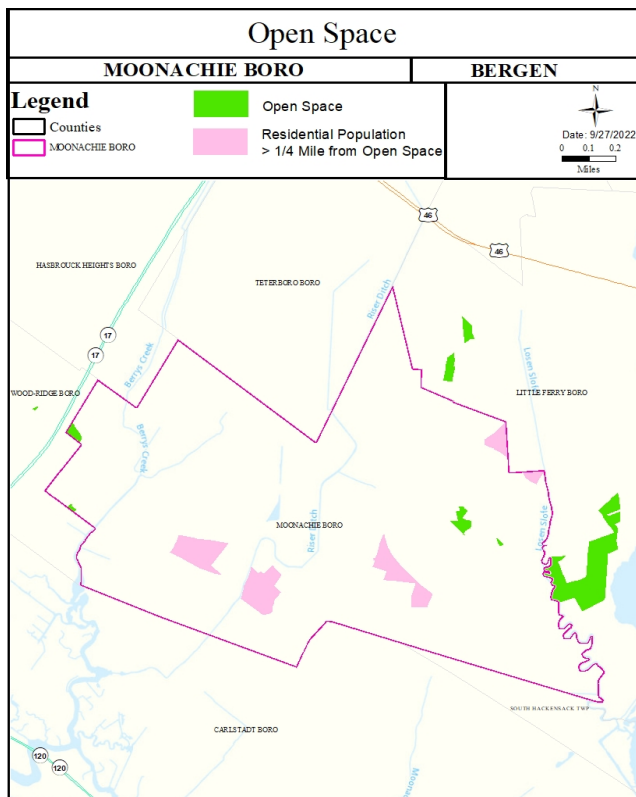 Open Space
MOONACHIE BORO
BERGEN
Legend
Counties
MOONACHIE BORO
Open Space
Residential Population
> 1/4 Mile from Open Space
N
Date: 9/27/2022
0 0.1 0.2
Miles
46
46
HASBROUCK HEIGHTS BORO
TETERBORO BORO
Riser Ditch
17
17
Berrys Creek
Losen Slote
WOOD-RIDGE BORO
LITTLE FERRY BORO
Berrys Creek
MOONACHIE BORO
Riser Ditch
Losen Slote
SOUTH HACKENSACK TWP
CARLSTADT BORO
120
120
Moona